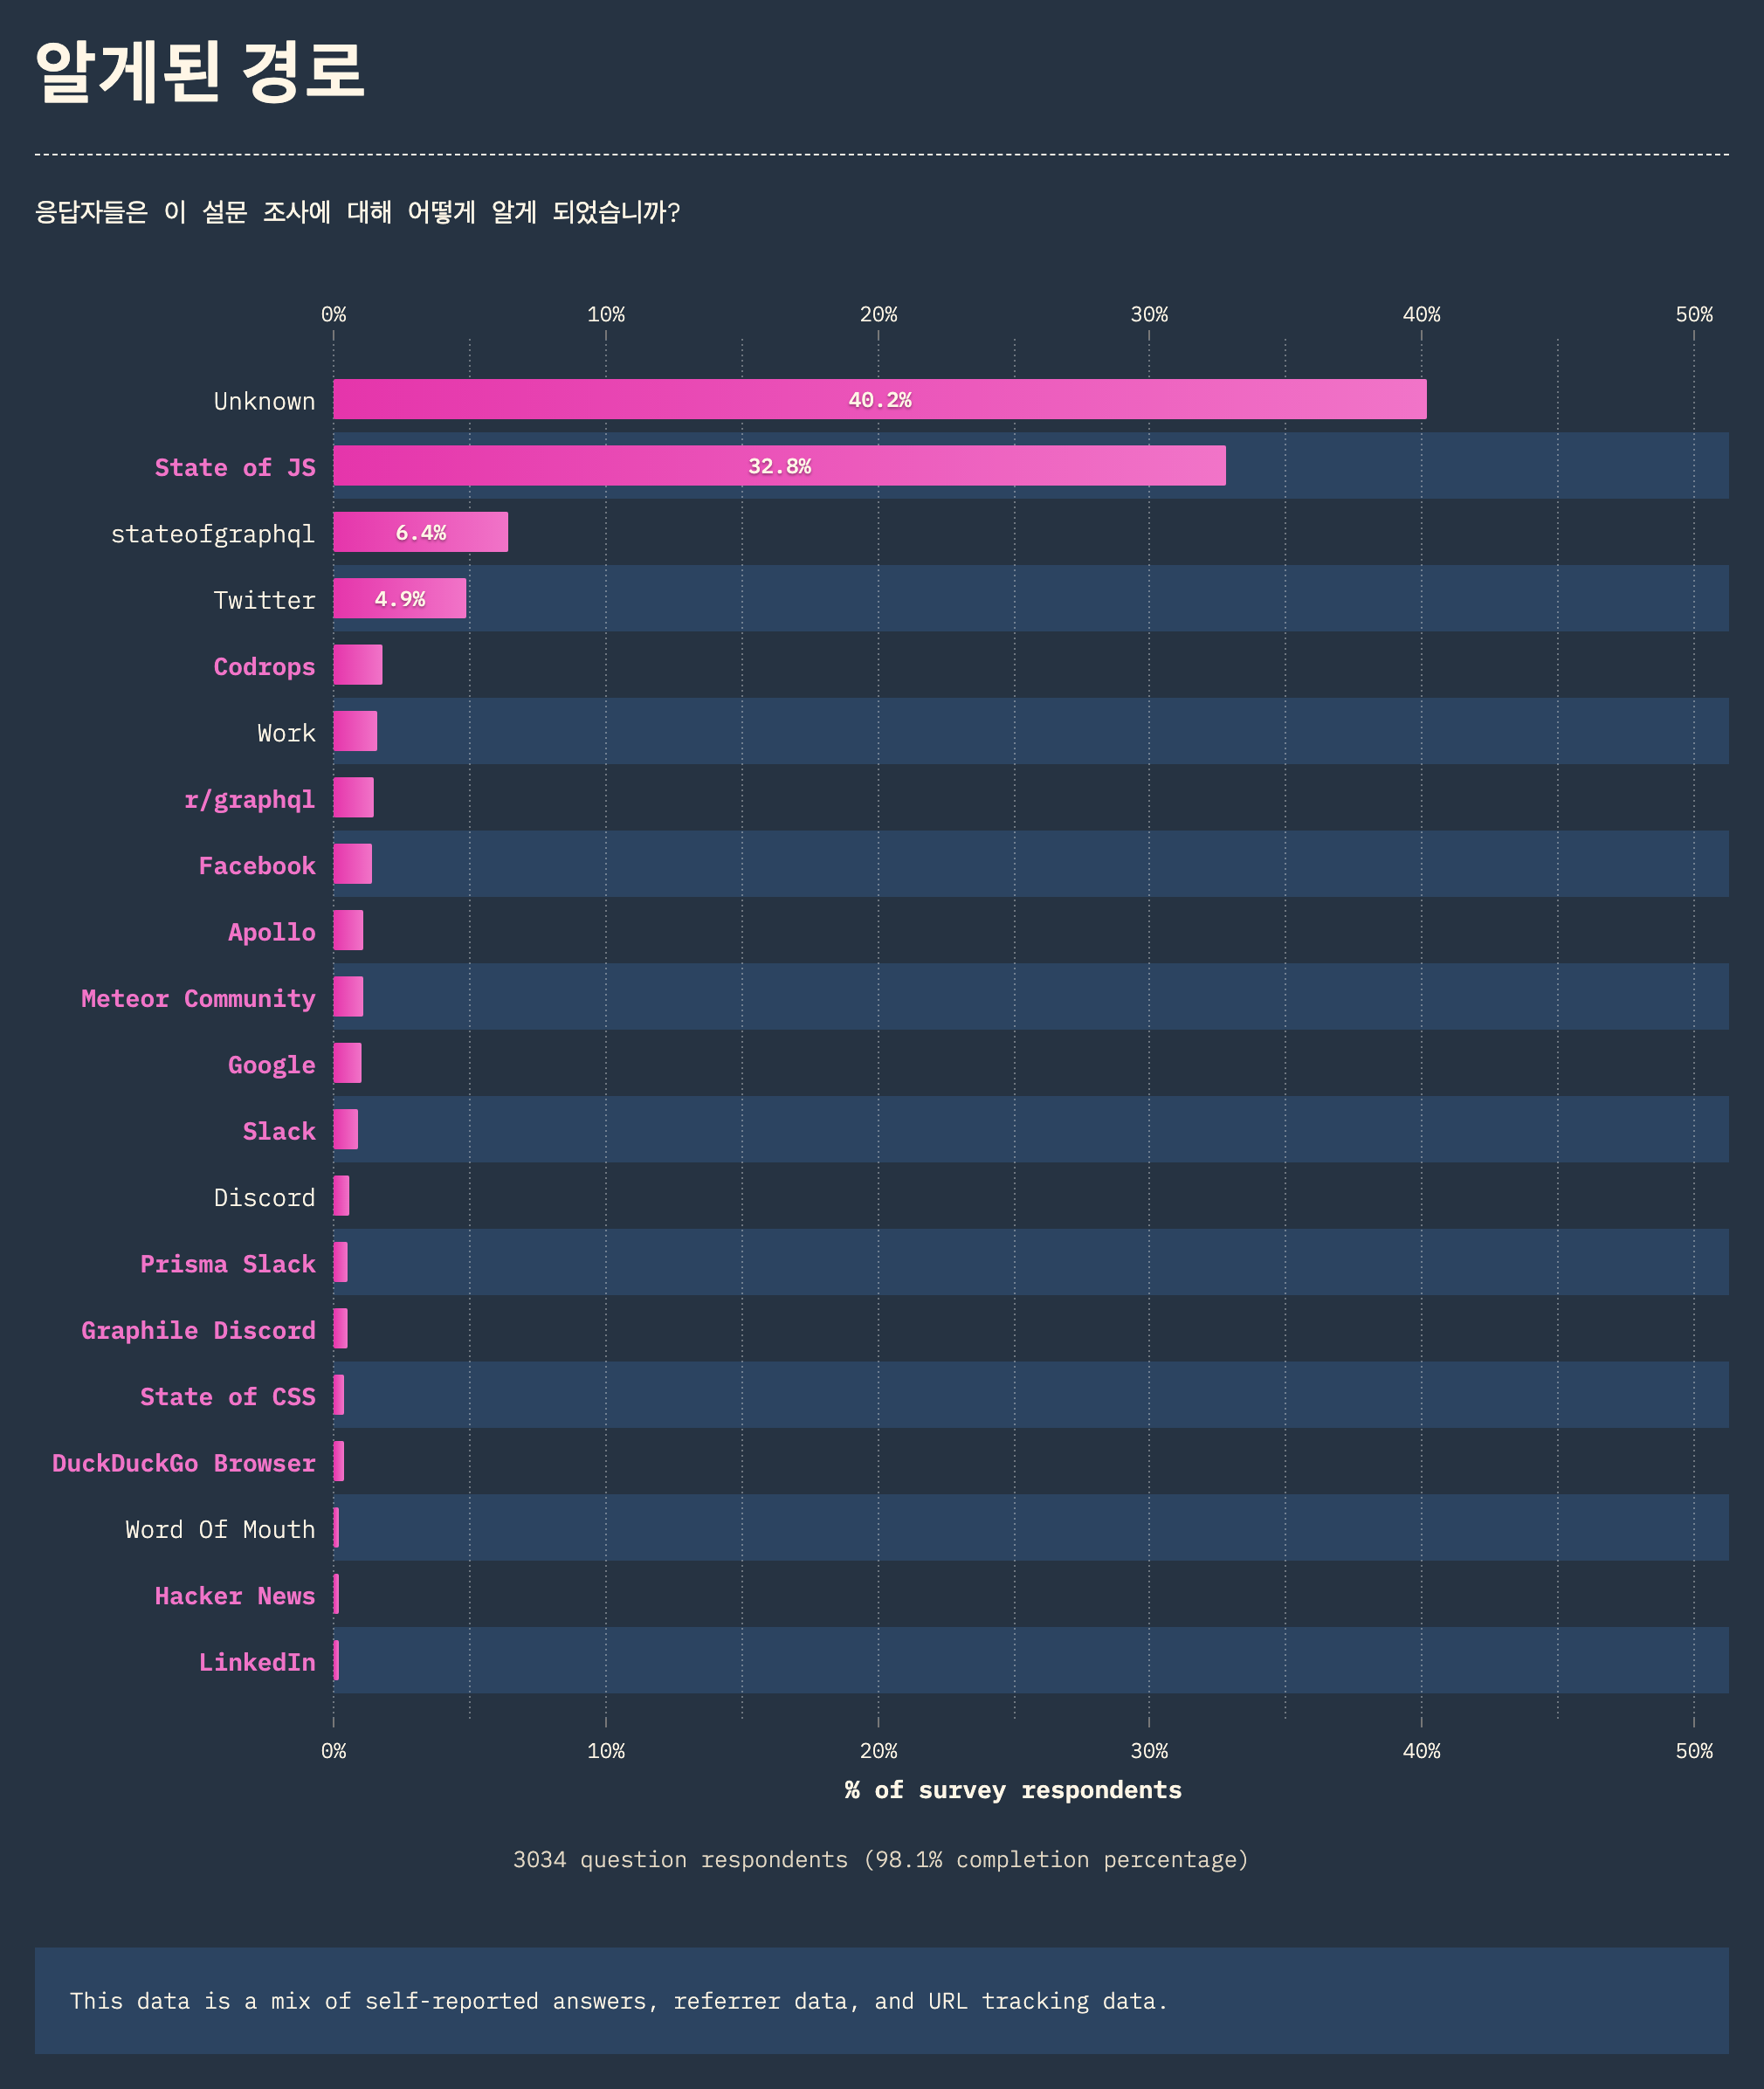 알게된 경로
응답자들은 이 설문 조사에 대해 어떻게 알게 되었습니까?
0% 10% 20% 30% 40% 50%
Unknown 40.2%
State of JS 32.8%
stateofgraphql 6.4%
Twitter 4.9%
Codrops
Work
r/graphql
Facebook
Apollo
Meteor Community
Google
Slack
Discord
Prisma Slack
Graphile Discord
State of CSS
DuckDuckGo Browser
Word Of Mouth
Hacker News
LinkedIn
0% 10% 20% 30% 40% 50%
% of survey respondents
3034 question respondents (98.1% completion percentage)
This data is a mix of self-reported answers, referrer data, and URL tracking data.